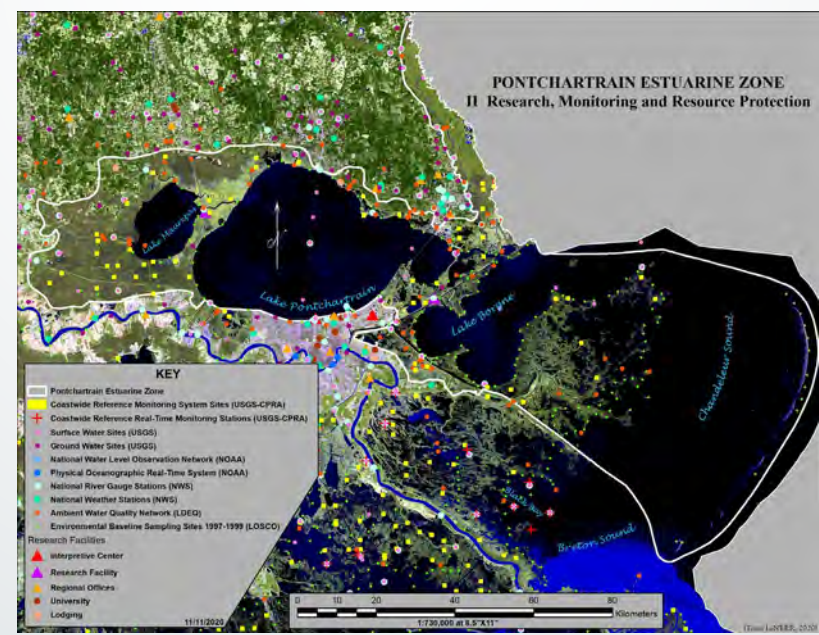 PONTCHARTRAIN ESTUARINE ZONE
II Research, Monitoring and Resource Protection
Lake Maurepas
Lake Pontchartrain
Lake Borgne
Chandeleur Sound
Breton Sound
KEY
Pontchartrain Estuarine Zone
Coastwide Reference Monitoring System Sites (USGS-CPRA)
Coastwide Reference Real-Time Monitoring Stations (USGS-CPRA)
Surface Water Sites (USGS)
Ground Water Sites (USGS)
National Water Level Observation Network (NOAA)
Physical Oceanographic Real-Time System (NOAA)
National River Gauge Stations (NWS)
National Weather Stations (NWS)
Ambient Water Quality Network (LDEQ)
Environmental Baseline Sampling Sites 1997-1999 (LOSCO)
Research Facilities
Interpretive Center
Research Facility
Regional Offices
University
Lodging
11/11/2020
0 10 20 40 60 80
Kilometers
1:730,000 at 8.5"X11"